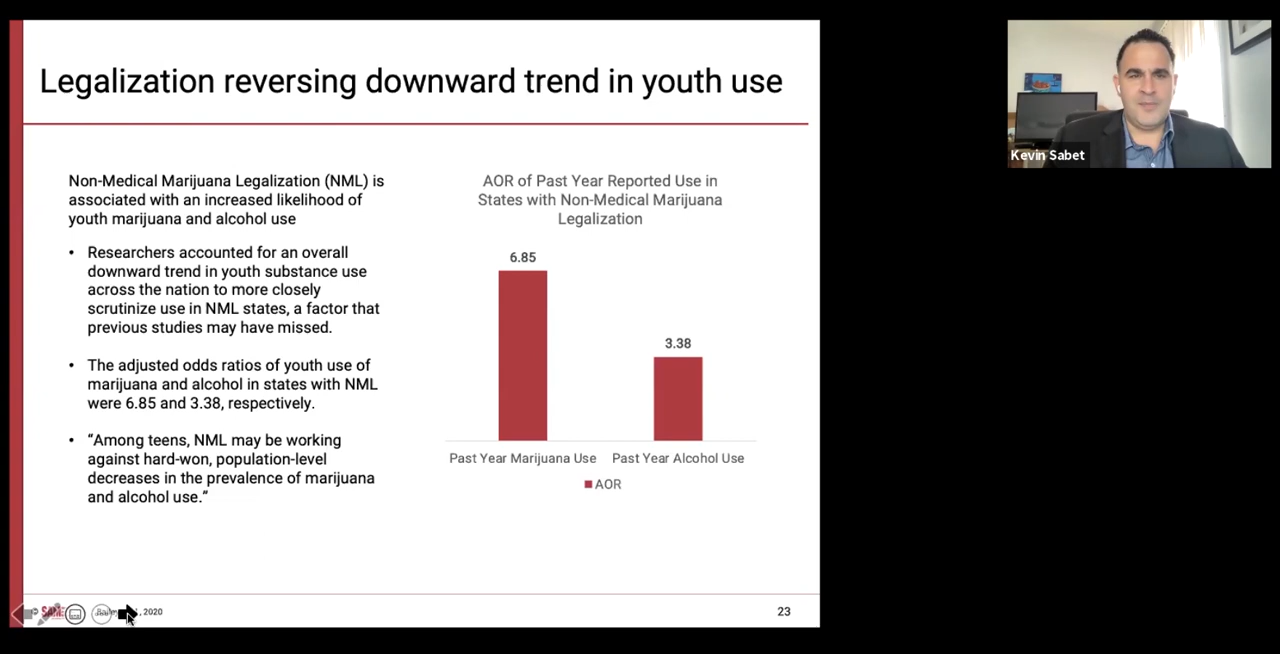 Legalization reversing downward trend in youth use
Non-Medical Marijuana Legalization (NML) is
associated with an increased likelihood of
youth marijuana and alcohol use
• Researchers accounted for an overall
downward trend in youth substance use
across the nation to more closely
scrutinize use in NML states, a factor that
previous studies may have missed.
• The adjusted odds ratios of youth use of
marijuana and alcohol in states with NML
were 6.85 and 3.38, respectively.
• “Among teens, NML may be working
against hard-won, population-level
decreases in the prevalence of marijuana
and alcohol use.”
AOR of Past Year Reported Use in
States with Non-Medical Marijuana
Legalization
6.85
3.38
Past Year Marijuana Use Past Year Alcohol Use
AOR
2020
23
Kevin Sabet